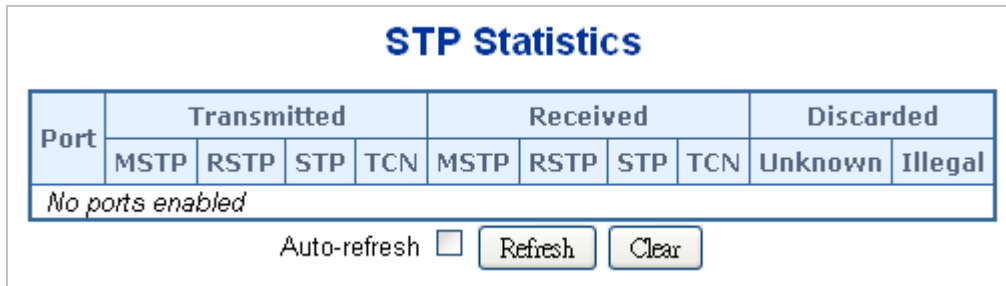 STP Statistics
Port Transmitted Received Discarded
MSTP RSTP STP TCN MSTP RSTP STP TCN Unknown Illegal
No ports enabled
Auto-refresh Refresh Clear